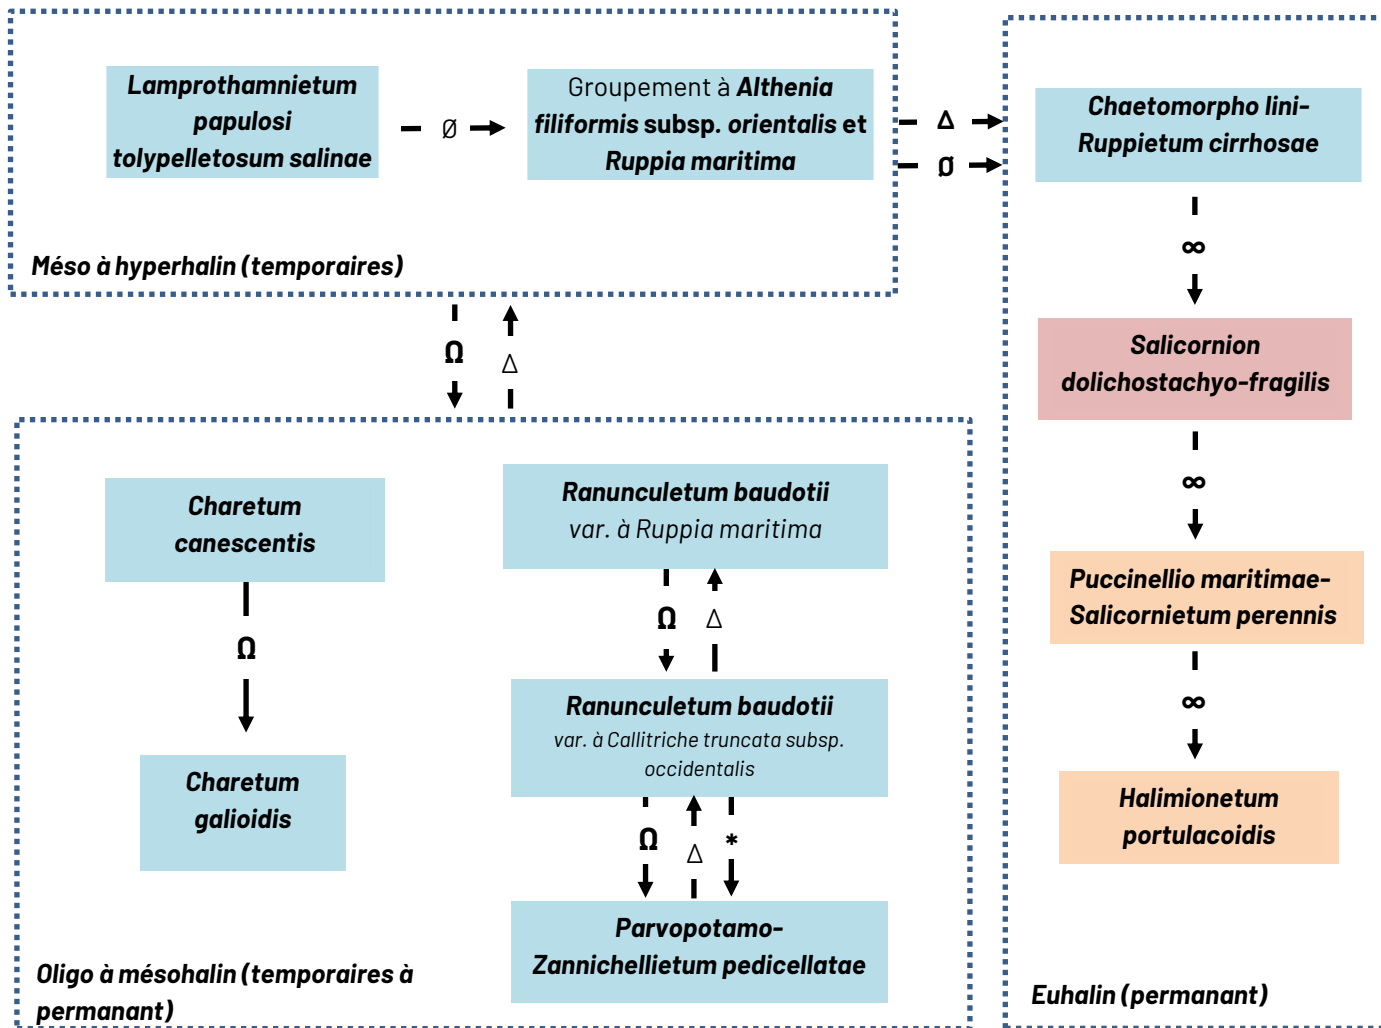 Lamprothamnietum
papulosi
tolypelletosum salinae
Ø
Groupement à Althenia
filiformis subsp. orientalis et
Ruppia maritima
Δ
Ø
Méso à hyperhalin (temporaires)
Chaetomorpho lini-
Ruppietum cirrhosae
∞
Salicornion
dolichostachyo-fragilis
∞
Puccinellio maritimae-
Salicornietum perennis
∞
Halimionetum
portulacoidis
Euhalin (permanant)
Ω
Δ
Charetum
canescentis
Ω
Charetum
galioidis
Ranunculetum baudotii
var. à Ruppia maritima
Ω Δ
Ranunculetum baudotii
var. à Callitriche truncata subsp.
occidentalis
Ω Δ *
Parvopotamo-
Zannichellietum pedicellatae
Oligo à mésohalin (temporaires à
permanant)